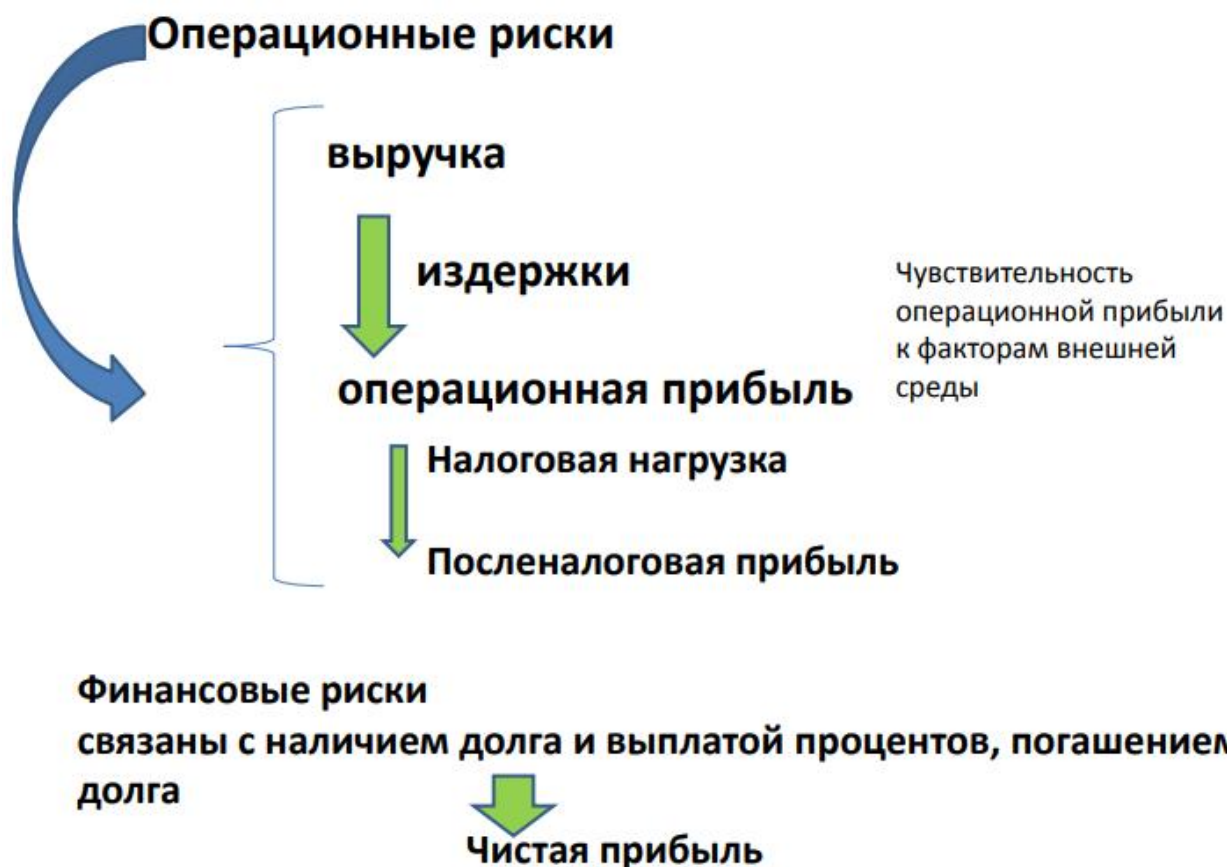 Операционные риски
выручка
издержки
Чувствительность
операционной прибыли
к факторам внешней
среды
операционная прибыль
Налоговая нагрузка
Посленалоговая прибыль
Финансовые риски
связаны с наличием долга и выплатой процентов, погашением
долга
Чистая прибыль